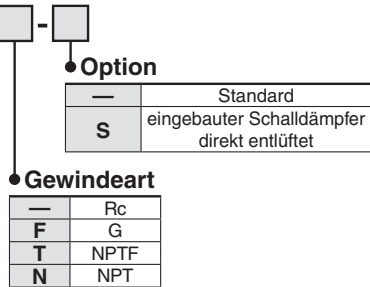 -
Option
— Standard
S eingebauter Schalldämpfer
direkt entlüftet
Gewindeart
— Rc
F G
T NPTF
N NPT